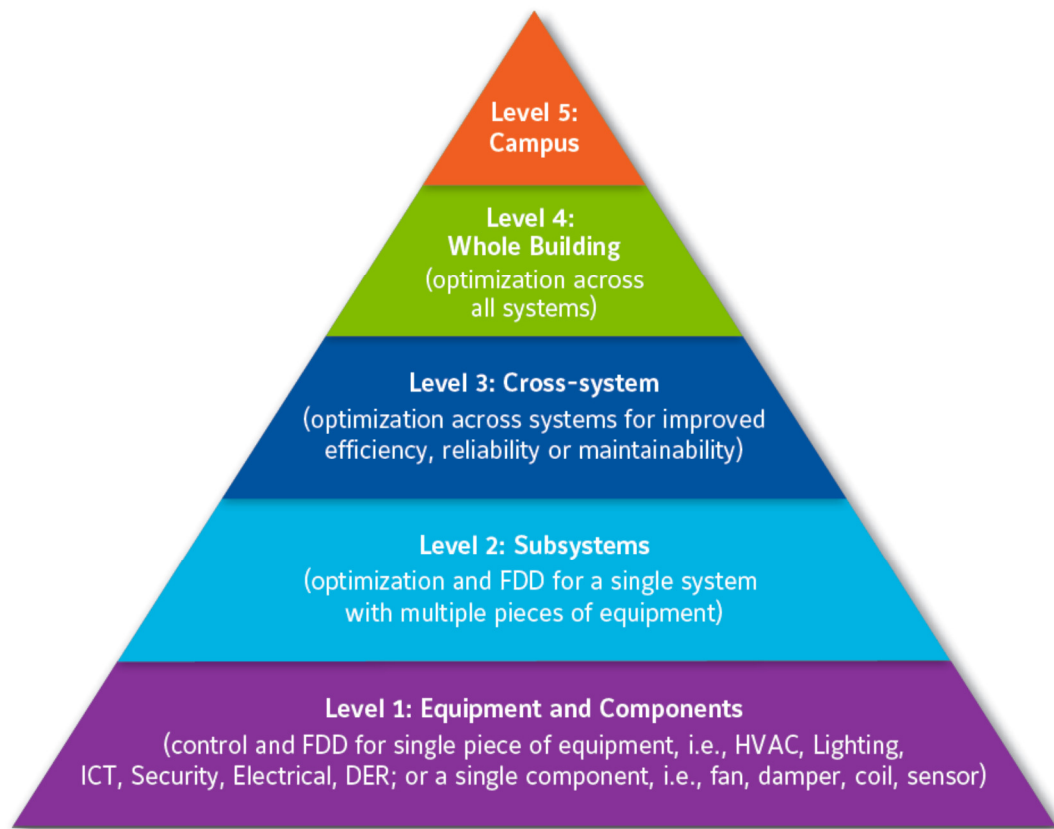 Level 5:
Campus
Level 4:
Whole Building
(optimization across
all systems)
Level 3: Cross-system
(optimization across systems for improved
efficiency, reliability or maintainability)
Level 2: Subsystems
(optimization and FDD for a single system
with multiple pieces of equipment)
Level 1: Equipment and Components
(control and FDD for single piece of equipment, i.e., HVAC, Lighting,
ICT, Security, Electrical, DER; or a single component, i.e., fan, damper, coil, sensor)